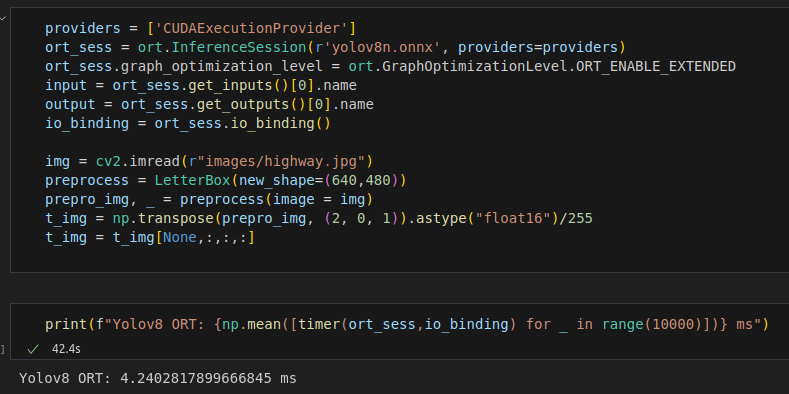 providers = ['CUDAExecutionProvider']
ort_sess = ort.InferenceSession(r'yolov8n.onnx', providers=providers)
ort_sess.graph_optimization_level = ort.GraphOptimizationLevel.ORT_ENABLE_EXTENDED
input = ort_sess.get_inputs()[0].name
output = ort_sess.get_outputs()[0].name
io_binding = ort_sess.io_binding()
img = cv2.imread(r"images/highway.jpg")
preprocess = LetterBox(new_shape=(640,480))
prepro_img, _ = preprocess(image = img)
t_img = np.transpose(prepro_img, (2, 0, 1)).astype("float16")/255
t_img = t_img[None,:,:,:]
print(f"Yolov8 ORT: {np.mean([timer(ort_sess,io_binding) for _ in range(10000)])} ms")
] 42.4s
Yolov8 ORT: 4.2402817899666845 ms